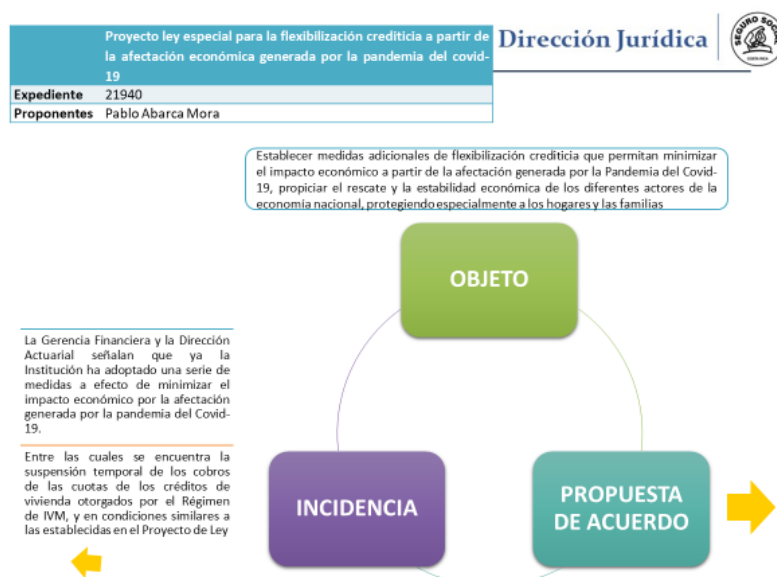 Proyecto ley especial para la flexibilización crediticia a partir de
la afectación económica generada por la pandemia del covid-
19
Expediente 21940
Proponentes Pablo Abarca Mora
Dirección Jurídica
SEGURO SOCIAL
Establecer medidas adicionales de flexibilización crediticia que permitan minimizar
el impacto económico a partir de la afectación generada por la Pandemia del Covid-
19, propiciar el rescate y la estabilidad económica de los diferentes actores de la
economía nacional, protegiendo especialmente a los hogares y las familias
OBJETO
La Gerencia Financiera y la Dirección
Actuarial señalan que ya la
Institución ha adoptado una serie de
medidas a efecto de minimizar el
impacto económico por la afectación
generada por la pandemia del Covid-
19.
Entre las cuales se encuentra la
suspensión temporal de los cobros
de las cuotas de los créditos de
vivienda otorgados por el Régimen
de IVM, y en condiciones similares a
las establecidas en el Proyecto de Ley
INCIDENCIA
PROPUESTA
DE ACUERDO